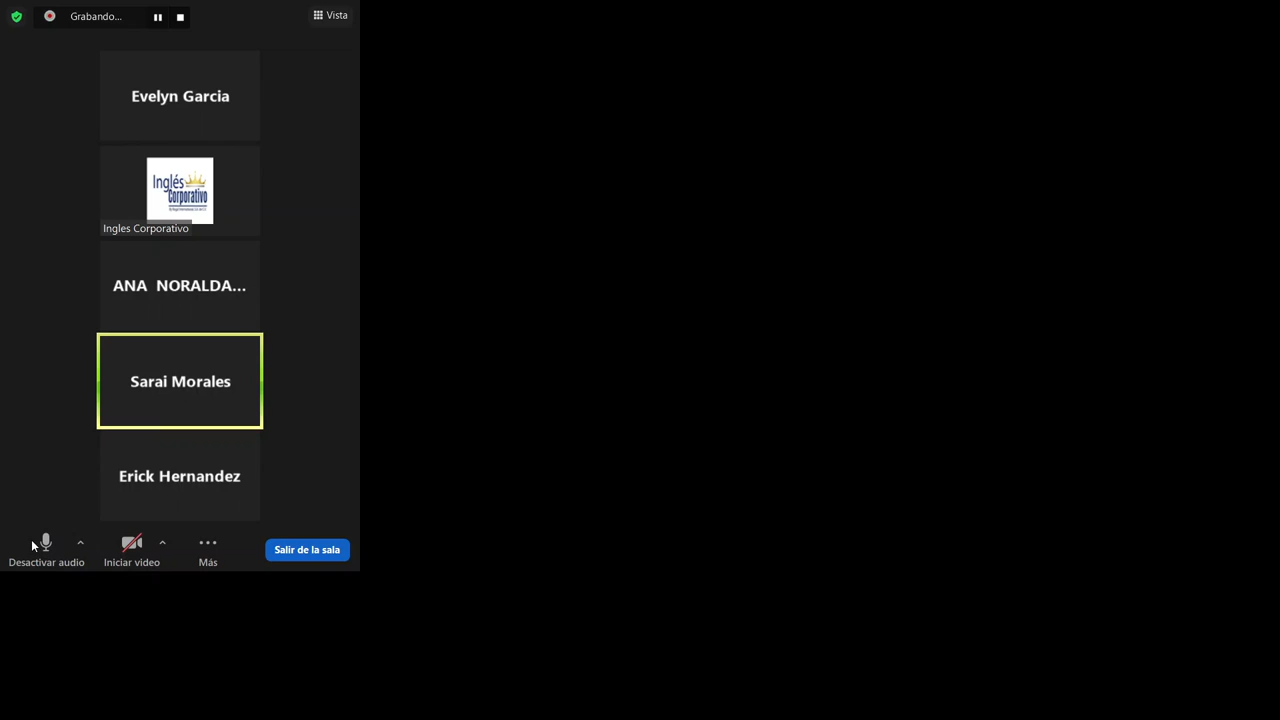 Grabando...
Vista
Evelyn Garcia
Inglés
Corporativo
Ingles Corporativo
ANA NORALDA...
Sarai Morales
Erick Hernandez
Desactivar audio
Iniciar video
Más
Salir de la sala